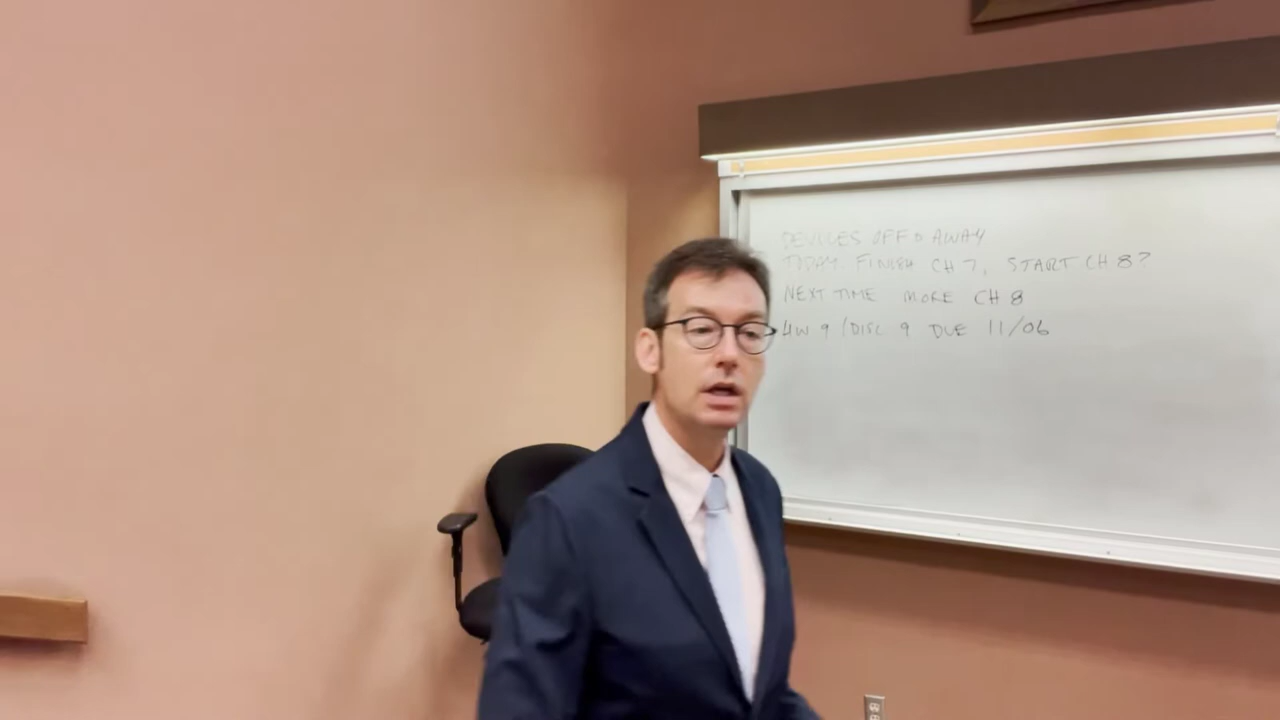 DEVICES OFF & AWAY
TODAY: FINISH CH 7, START CH 8?
NEXT TIME MORE CH 8
HW 9 / DISC 9 DUE 11/06